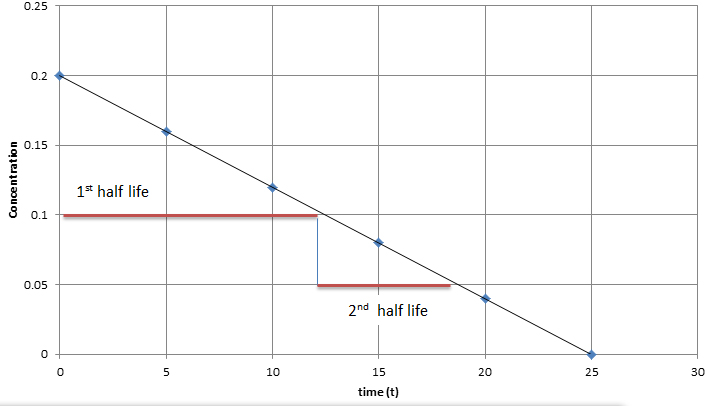 0.25
0.2
0.15
0.1
0.05
0
Concentration
1st half life
2nd half life
0 5 10 15 20 25 30
time (t)